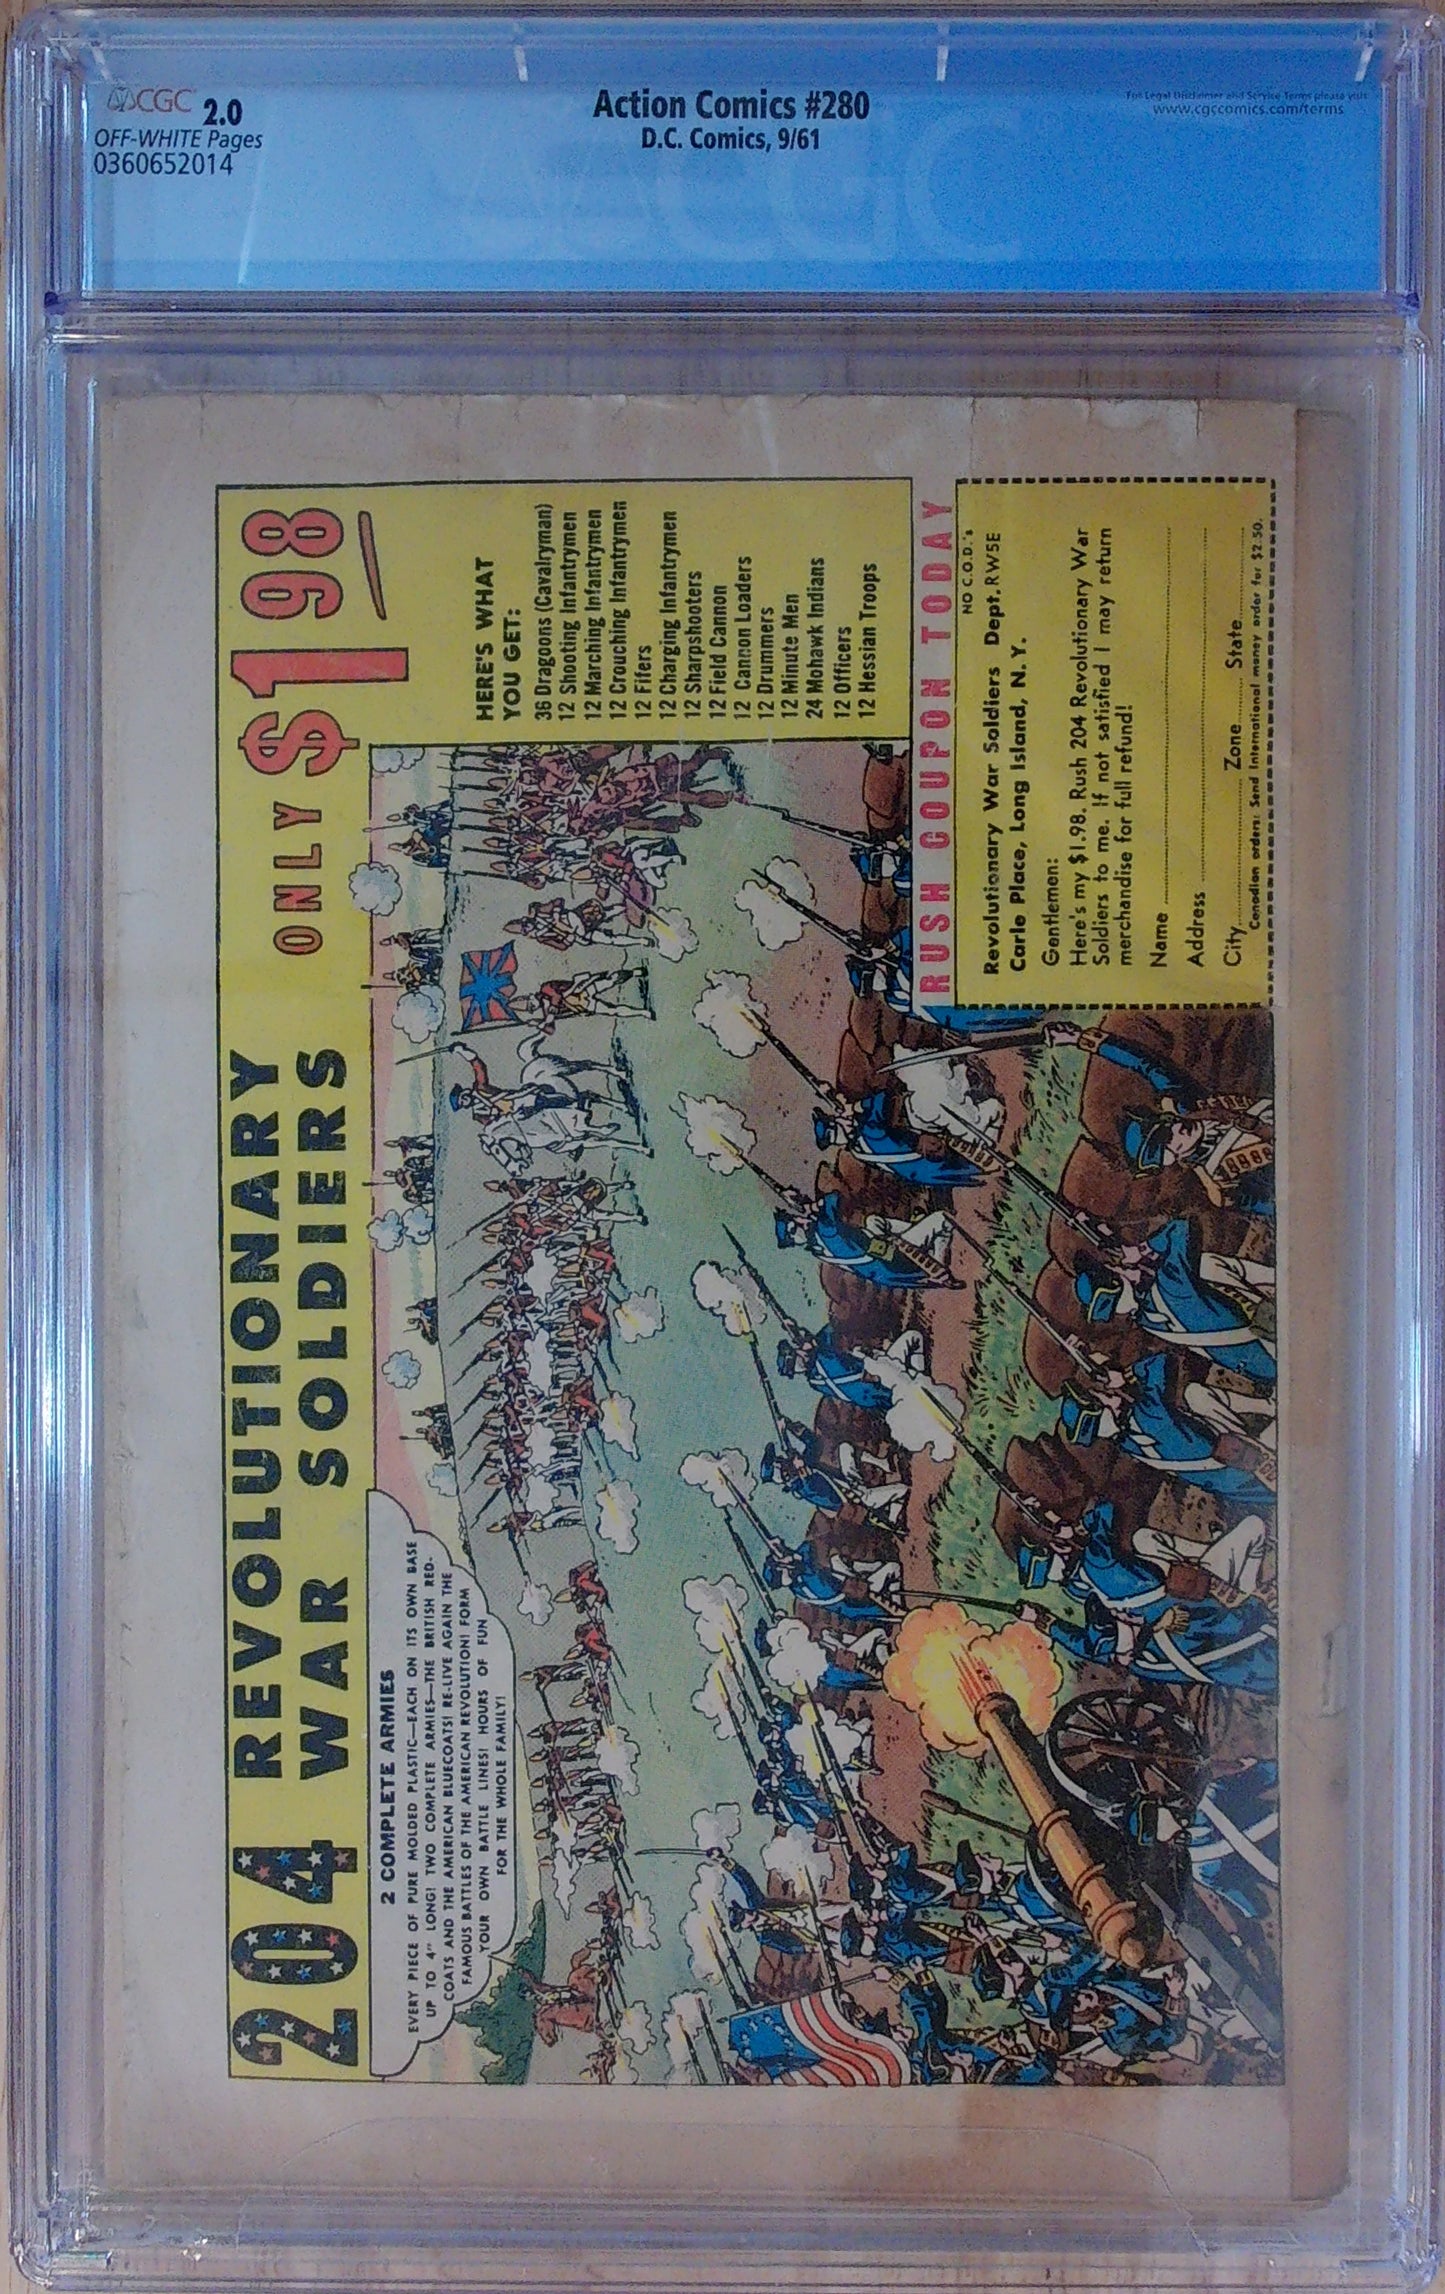 CGC 2.0
OFF-WHITE Pages
0360652014
Action Comics #280
D.C. Comics, 9/61
For Legal Disclaimer and Service Terms please visit
www.cgccomics.com/terms
CGC
204 REVOLUTIONARY
WAR SOLDIERS
ONLY $198
2 COMPLETE ARMIES
EVERY PIECE OF PURE MOLDED PLASTIC—EACH ON ITS OWN BASE
UP TO 4" LONG! TWO COMPLETE ARMIES—THE BRITISH RED-
COATS AND THE AMERICAN BLUECOATS! RE-LIVE AGAIN THE
FAMOUS BATTLES OF THE AMERICAN REVOLUTION! FORM
YOUR OWN BATTLE LINES! HOURS OF FUN
FOR THE WHOLE FAMILY!
HERE'S WHAT
YOU GET:
36 Dragoons (Cavalryman)
12 Shooting Infantrymen
12 Marching Infantrymen
12 Crouching Infantrymen
12 Fifers
12 Charging Infantrymen
12 Sharpshooters
12 Field Cannon
12 Cannon Loaders
12 Drummers
12 Minute Men
24 Mohawk Indians
12 Officers
12 Hessian Troops
RUSH COUPON TODAY
NO C.O.D.'s
Revolutionary War Soldiers Dept. RW5E
Carle Place, Long Island, N. Y.
Gentlemen:
Here's my $1.98. Rush 204 Revolutionary War
Soldiers to me. If not satisfied I may return
merchandise for full refund!
Name
Address
City Zone State
Canadian orders: Send International money order for $2.50.